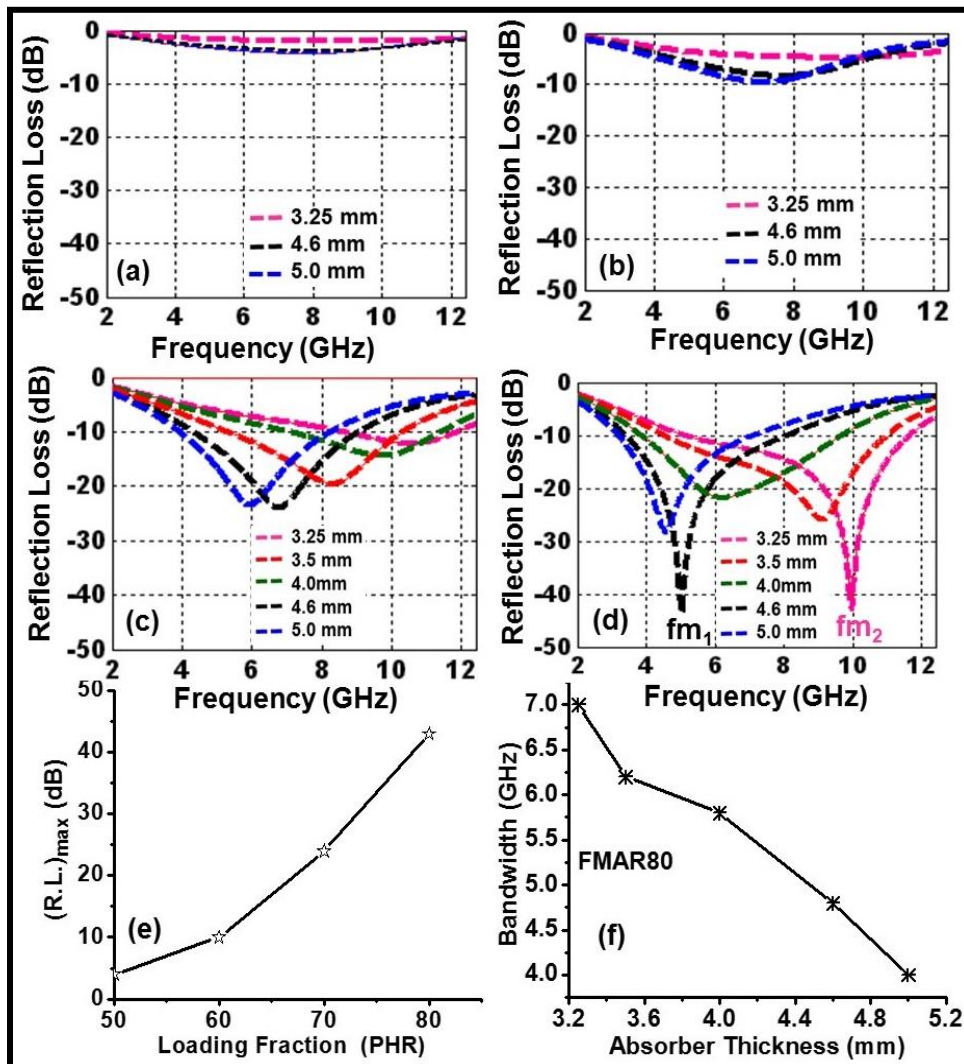 Reflection Loss (dB)
0
-10
-20
-30
-40
-50
3.25 mm
4.6 mm
5.0 mm
(a)
2 4 6 8 10 12
Frequency (GHz)
Reflection Loss (dB)
0
-10
-20
-30
-40
-50
3.25 mm
4.6 mm
5.0 mm
(b)
2 4 6 8 10 12
Frequency (GHz)
Reflection Loss (dB)
0
-10
-20
-30
-40
-50
3.25 mm
3.5 mm
4.0mm
4.6 mm
5.0 mm
(c)
2 4 6 8 10 12
Frequency (GHz)
Reflection Loss (dB)
0
-10
-20
-30
-40
-50
3.25 mm
3.5 mm
4.0mm
4.6 mm
5.0 mm
(d)
fm1
fm2
2 4 6 8 10 12
Frequency (GHz)
(R.L.)max (dB)
50
40
30
20
10
0
(e)
50 60 70 80
Loading Fraction (PHR)
Bandwidth (GHz)
7.0
6.5
6.0
5.5
5.0
4.5
4.0
FMAR80
(f)
3.2 3.6 4.0 4.4 4.8 5.2
Absorber Thickness (mm)